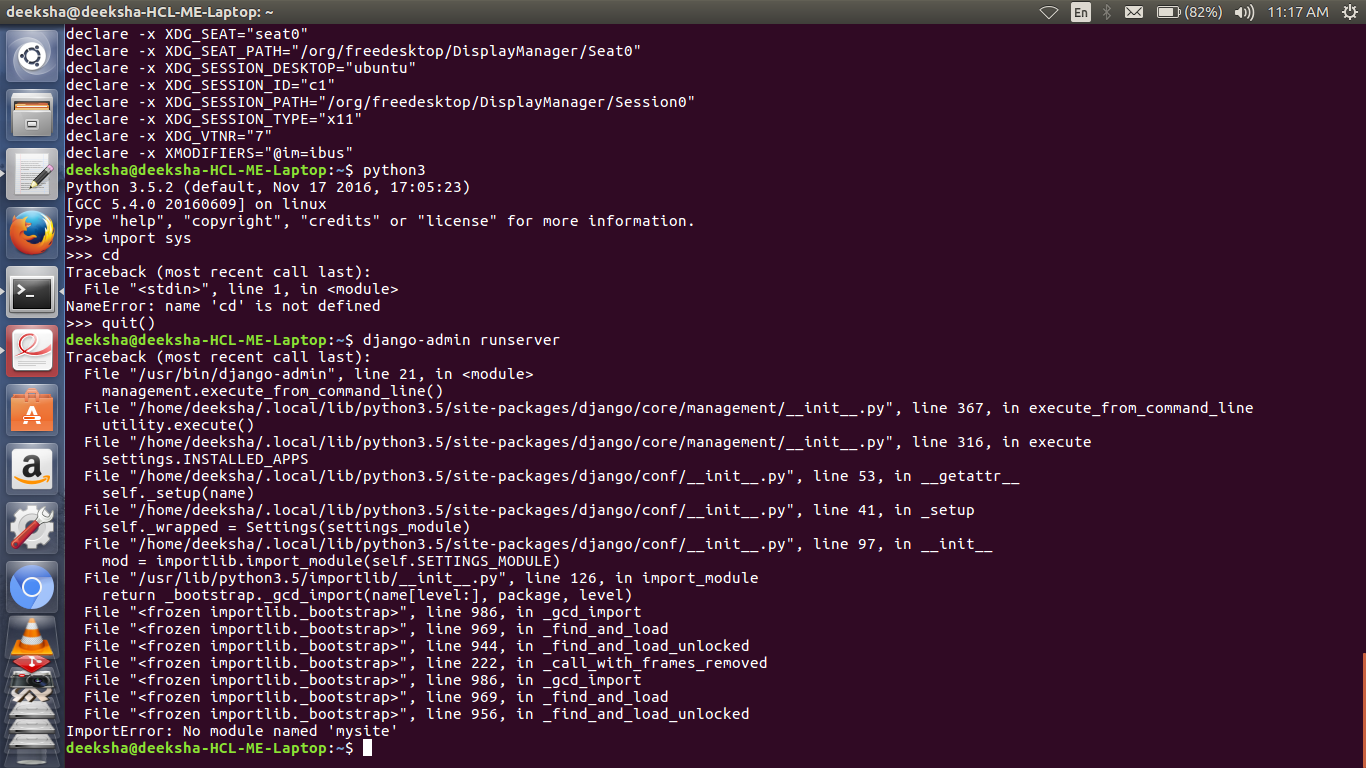 deeksha@deeksha-HCL-ME-Laptop: ~
En
(82%)
11:17 AM
declare -x XDG_SEAT="seat0"
declare -x XDG_SEAT_PATH="/org/freedesktop/DisplayManager/Seat0"
declare -x XDG_SESSION_DESKTOP="ubuntu"
declare -x XDG_SESSION_ID="c1"
declare -x XDG_SESSION_PATH="/org/freedesktop/DisplayManager/Session0"
declare -x XDG_SESSION_TYPE="x11"
declare -x XDG_VTNR="7"
declare -x XMODIFIERS="@im=ibus"
deeksha@deeksha-HCL-ME-Laptop:~$ python3
Python 3.5.2 (default, Nov 17 2016, 17:05:23)
[GCC 5.4.0 20160609] on linux
Type "help", "copyright", "credits" or "license" for more information.
>>> import sys
>>> cd
Traceback (most recent call last):
  File "<stdin>", line 1, in <module>
NameError: name 'cd' is not defined
>>> quit()
deeksha@deeksha-HCL-ME-Laptop:~$ django-admin runserver
Traceback (most recent call last):
  File "/usr/bin/django-admin", line 21, in <module>
    management.execute_from_command_line()
  File "/home/deeksha/.local/lib/python3.5/site-packages/django/core/management/__init__.py", line 367, in execute_from_command_line
    utility.execute()
  File "/home/deeksha/.local/lib/python3.5/site-packages/django/core/management/__init__.py", line 316, in execute
    settings.INSTALLED_APPS
  File "/home/deeksha/.local/lib/python3.5/site-packages/django/conf/__init__.py", line 53, in __getattr__
    self._setup(name)
  File "/home/deeksha/.local/lib/python3.5/site-packages/django/conf/__init__.py", line 41, in _setup
    self._wrapped = Settings(settings_module)
  File "/home/deeksha/.local/lib/python3.5/site-packages/django/conf/__init__.py", line 97, in __init__
    mod = importlib.import_module(self.SETTINGS_MODULE)
  File "/usr/lib/python3.5/importlib/__init__.py", line 126, in import_module
    return _bootstrap._gcd_import(name[level:], package, level)
  File "<frozen importlib._bootstrap>", line 986, in _gcd_import
  File "<frozen importlib._bootstrap>", line 969, in _find_and_load
  File "<frozen importlib._bootstrap>", line 944, in _find_and_load_unlocked
  File "<frozen importlib._bootstrap>", line 222, in _call_with_frames_removed
  File "<frozen importlib._bootstrap>", line 986, in _gcd_import
  File "<frozen importlib._bootstrap>", line 969, in _find_and_load
  File "<frozen importlib._bootstrap>", line 956, in _find_and_load_unlocked
ImportError: No module named 'mysite'
deeksha@deeksha-HCL-ME-Laptop:~$